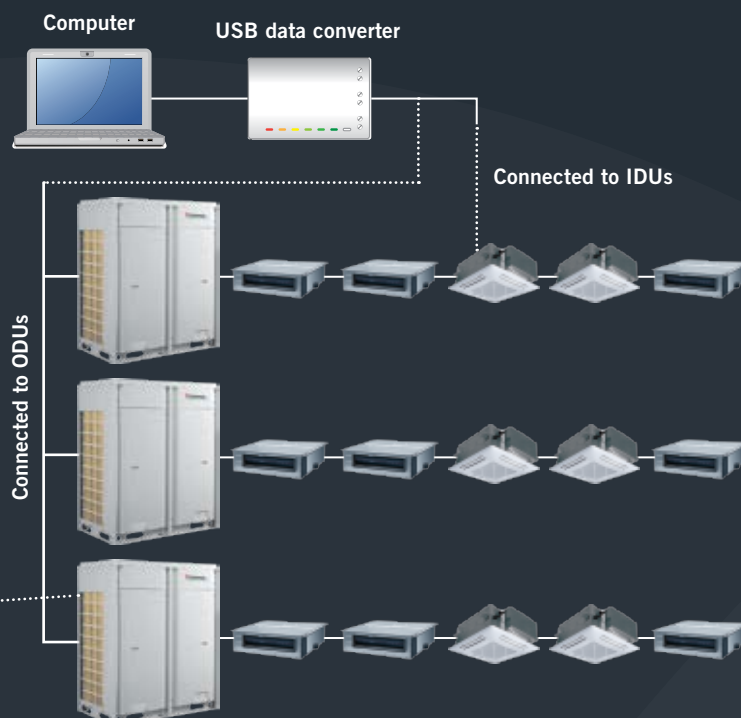 Computer
USB data converter
Connected to IDUs
Connected to ODUs